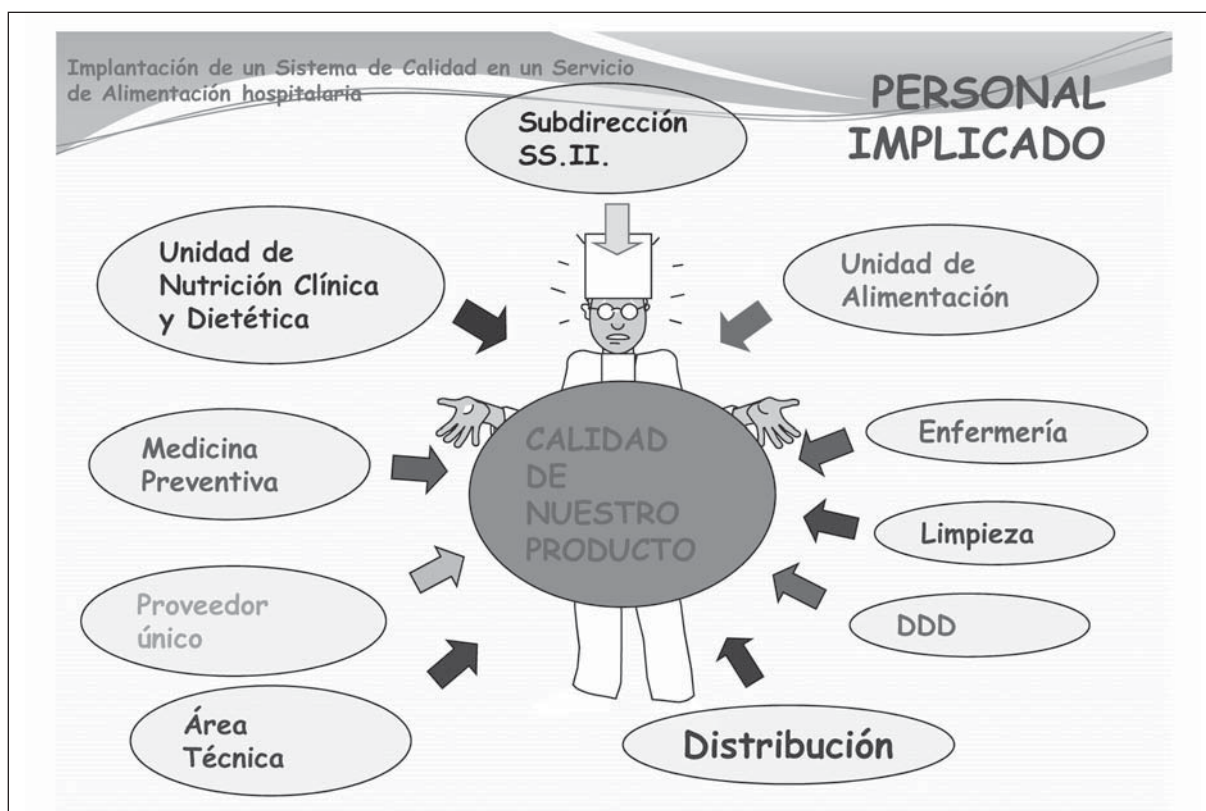 Implantación de un Sistema de Calidad en un Servicio
de Alimentación hospitalaria
PERSONAL
IMPLICADO
Subdirección
SS.II.
Unidad de
Nutrición Clínica
y Dietética
Unidad de
Alimentación
Medicina
Preventiva
Enfermería
CALIDAD
DE
NUESTRO
PRODUCTO
Limpieza
Proveedor
único
DDD
Área
Técnica
Distribución